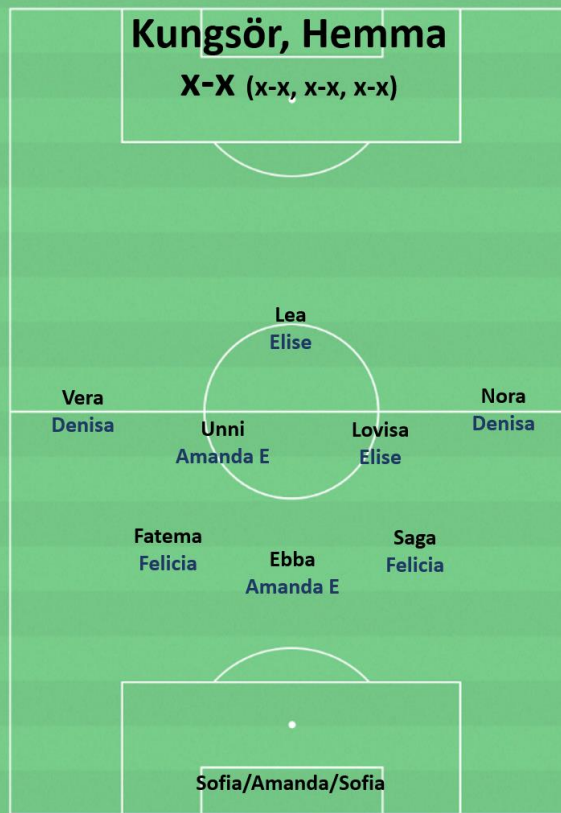 Kungsör, Hemma
x-x (x-x, x-x, x-x)
Lea
Elise
Vera
Denisa
Nora
Denisa
Unni
Amanda E
Lovisa
Elise
Fatema
Felicia
Ebba
Amanda E
Saga
Felicia
Sofia/Amanda/Sofia